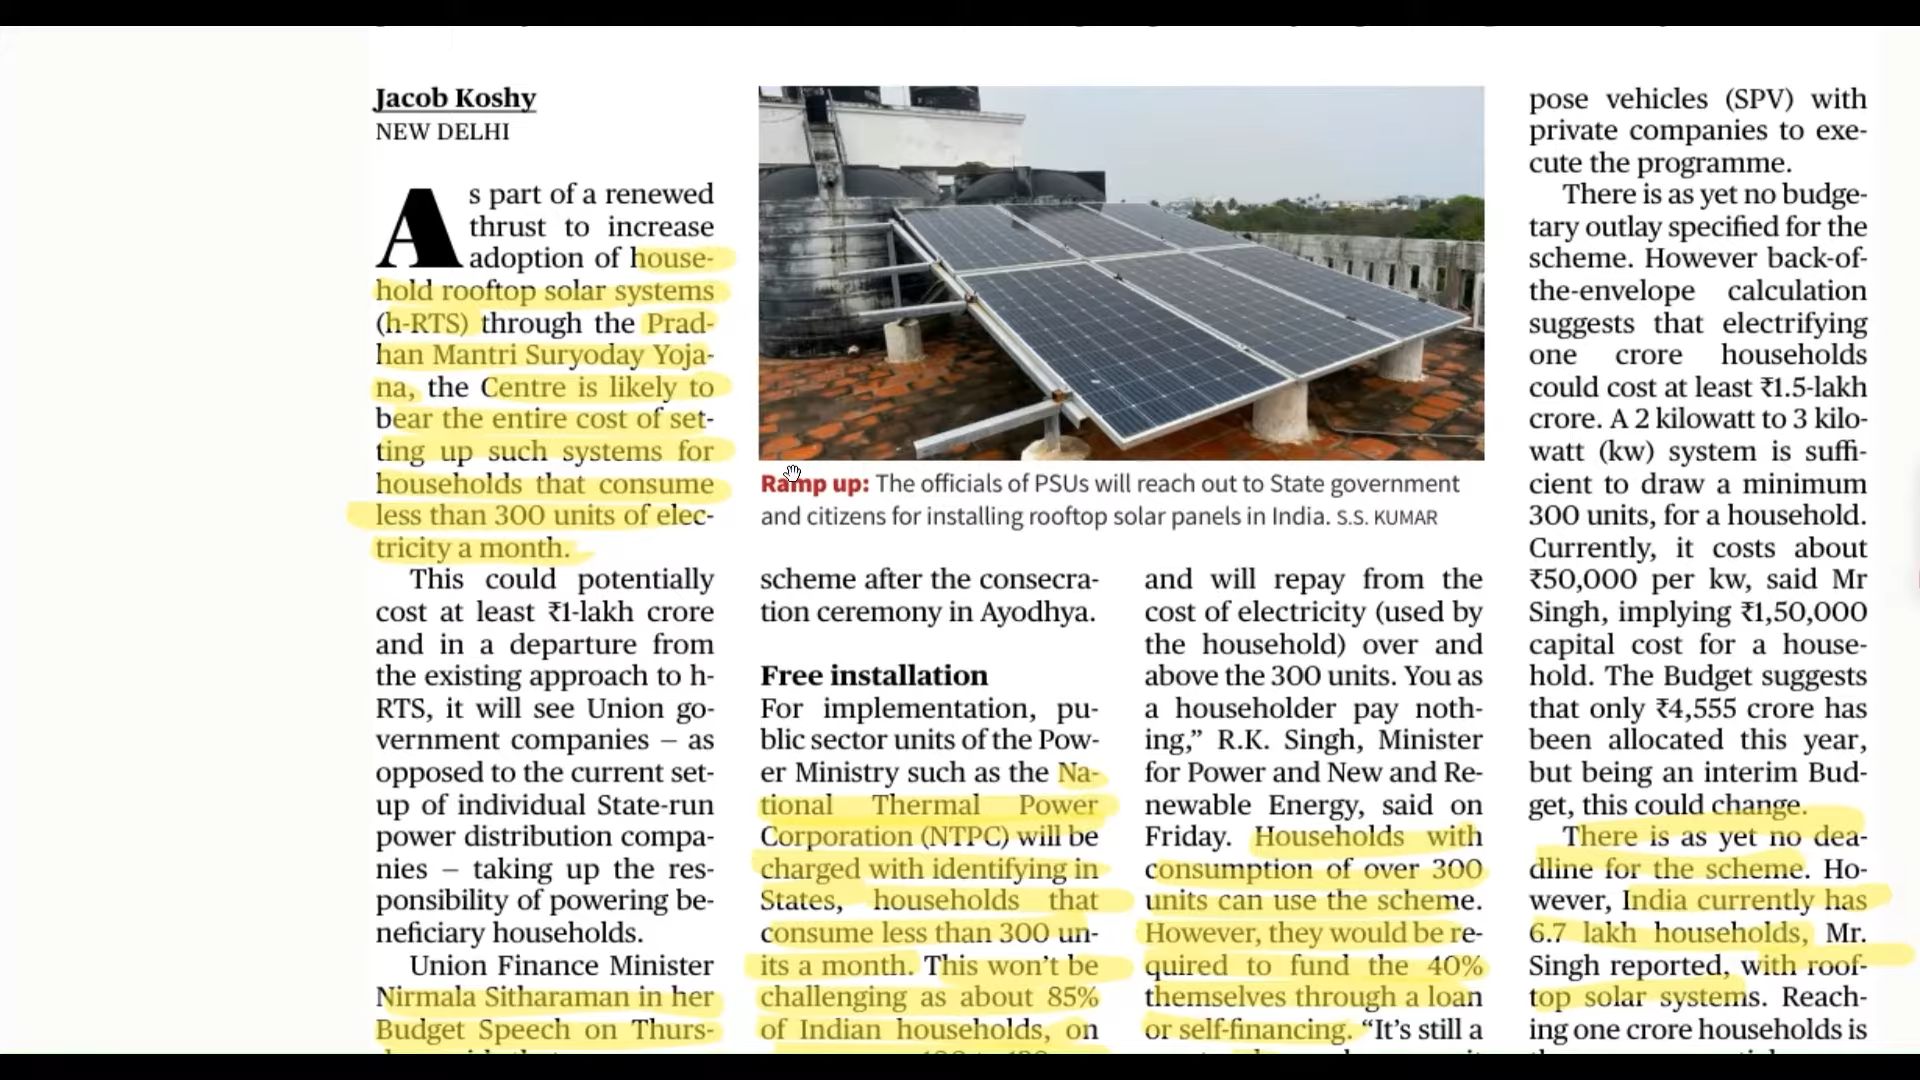 Jacob Koshy
NEW DELHI
As part of a renewed
thrust to increase
adoption of house-
hold rooftop solar systems
(h-RTS) through the Prad-
han Mantri Suryoday Yoja-
na, the Centre is likely to
bear the entire cost of set-
ting up such systems for
households that consume
less than 300 units of elec-
tricity a month.
This could potentially
cost at least ₹1-lakh crore
and in a departure from
the existing approach to h-
RTS, it will see Union go-
vernment companies — as
opposed to the current set-
up of individual State-run
power distribution compa-
nies — taking up the res-
ponsibility of powering be-
neficiary households.
Union Finance Minister
Nirmala Sitharaman in her
Budget Speech on Thurs-
Ramp up: The officials of PSUs will reach out to State government
and citizens for installing rooftop solar panels in India. S.S. KUMAR
scheme after the consecra-
tion ceremony in Ayodhya.
Free installation
For implementation, pu-
blic sector units of the Pow-
er Ministry such as the Na-
tional Thermal Power
Corporation (NTPC) will be
charged with identifying in
States, households that
consume less than 300 un-
its a month. This won't be
challenging as about 85%
of Indian households, on
and will repay from the
cost of electricity (used by
the household) over and
above the 300 units. You as
a householder pay noth-
ing,” R.K. Singh, Minister
for Power and New and Re-
newable Energy, said on
Friday. Households with
consumption of over 300
units can use the scheme.
However, they would be re-
quired to fund the 40%
themselves through a loan
or self-financing. “It's still a
pose vehicles (SPV) with
private companies to exe-
cute the programme.
There is as yet no budge-
tary outlay specified for the
scheme. However back-of-
the-envelope calculation
suggests that electrifying
one crore households
could cost at least ₹1.5-lakh
crore. A 2 kilowatt to 3 kilo-
watt (kw) system is suffi-
cient to draw a minimum
300 units, for a household.
Currently, it costs about
₹50,000 per kw, said Mr
Singh, implying ₹1,50,000
capital cost for a house-
hold. The Budget suggests
that only ₹4,555 crore has
been allocated this year,
but being an interim Bud-
get, this could change.
There is as yet no dea-
dline for the scheme. Ho-
wever, India currently has
6.7 lakh households, Mr.
Singh reported, with roof-
top solar systems. Reach-
ing one crore households is